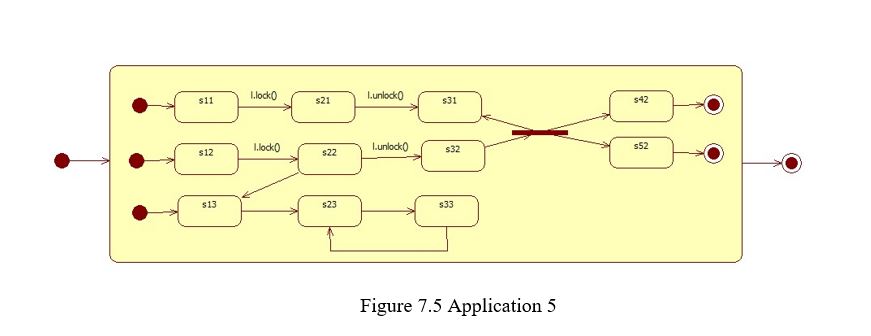 s11 l.lock() s21 l.unlock() s31 s42
s12 l.lock() s22 l.unlock() s32 s52
s13 s23 s33
Figure 7.5 Application 5